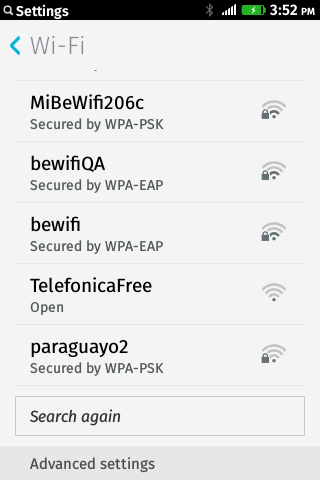 Settings 3:52 PM
Wi-Fi
MiBeWifi206c
Secured by WPA-PSK
bewifiQA
Secured by WPA-EAP
bewifi
Secured by WPA-EAP
TelefonicaFree
Open
paraguayo2
Secured by WPA-PSK
Search again
Advanced settings